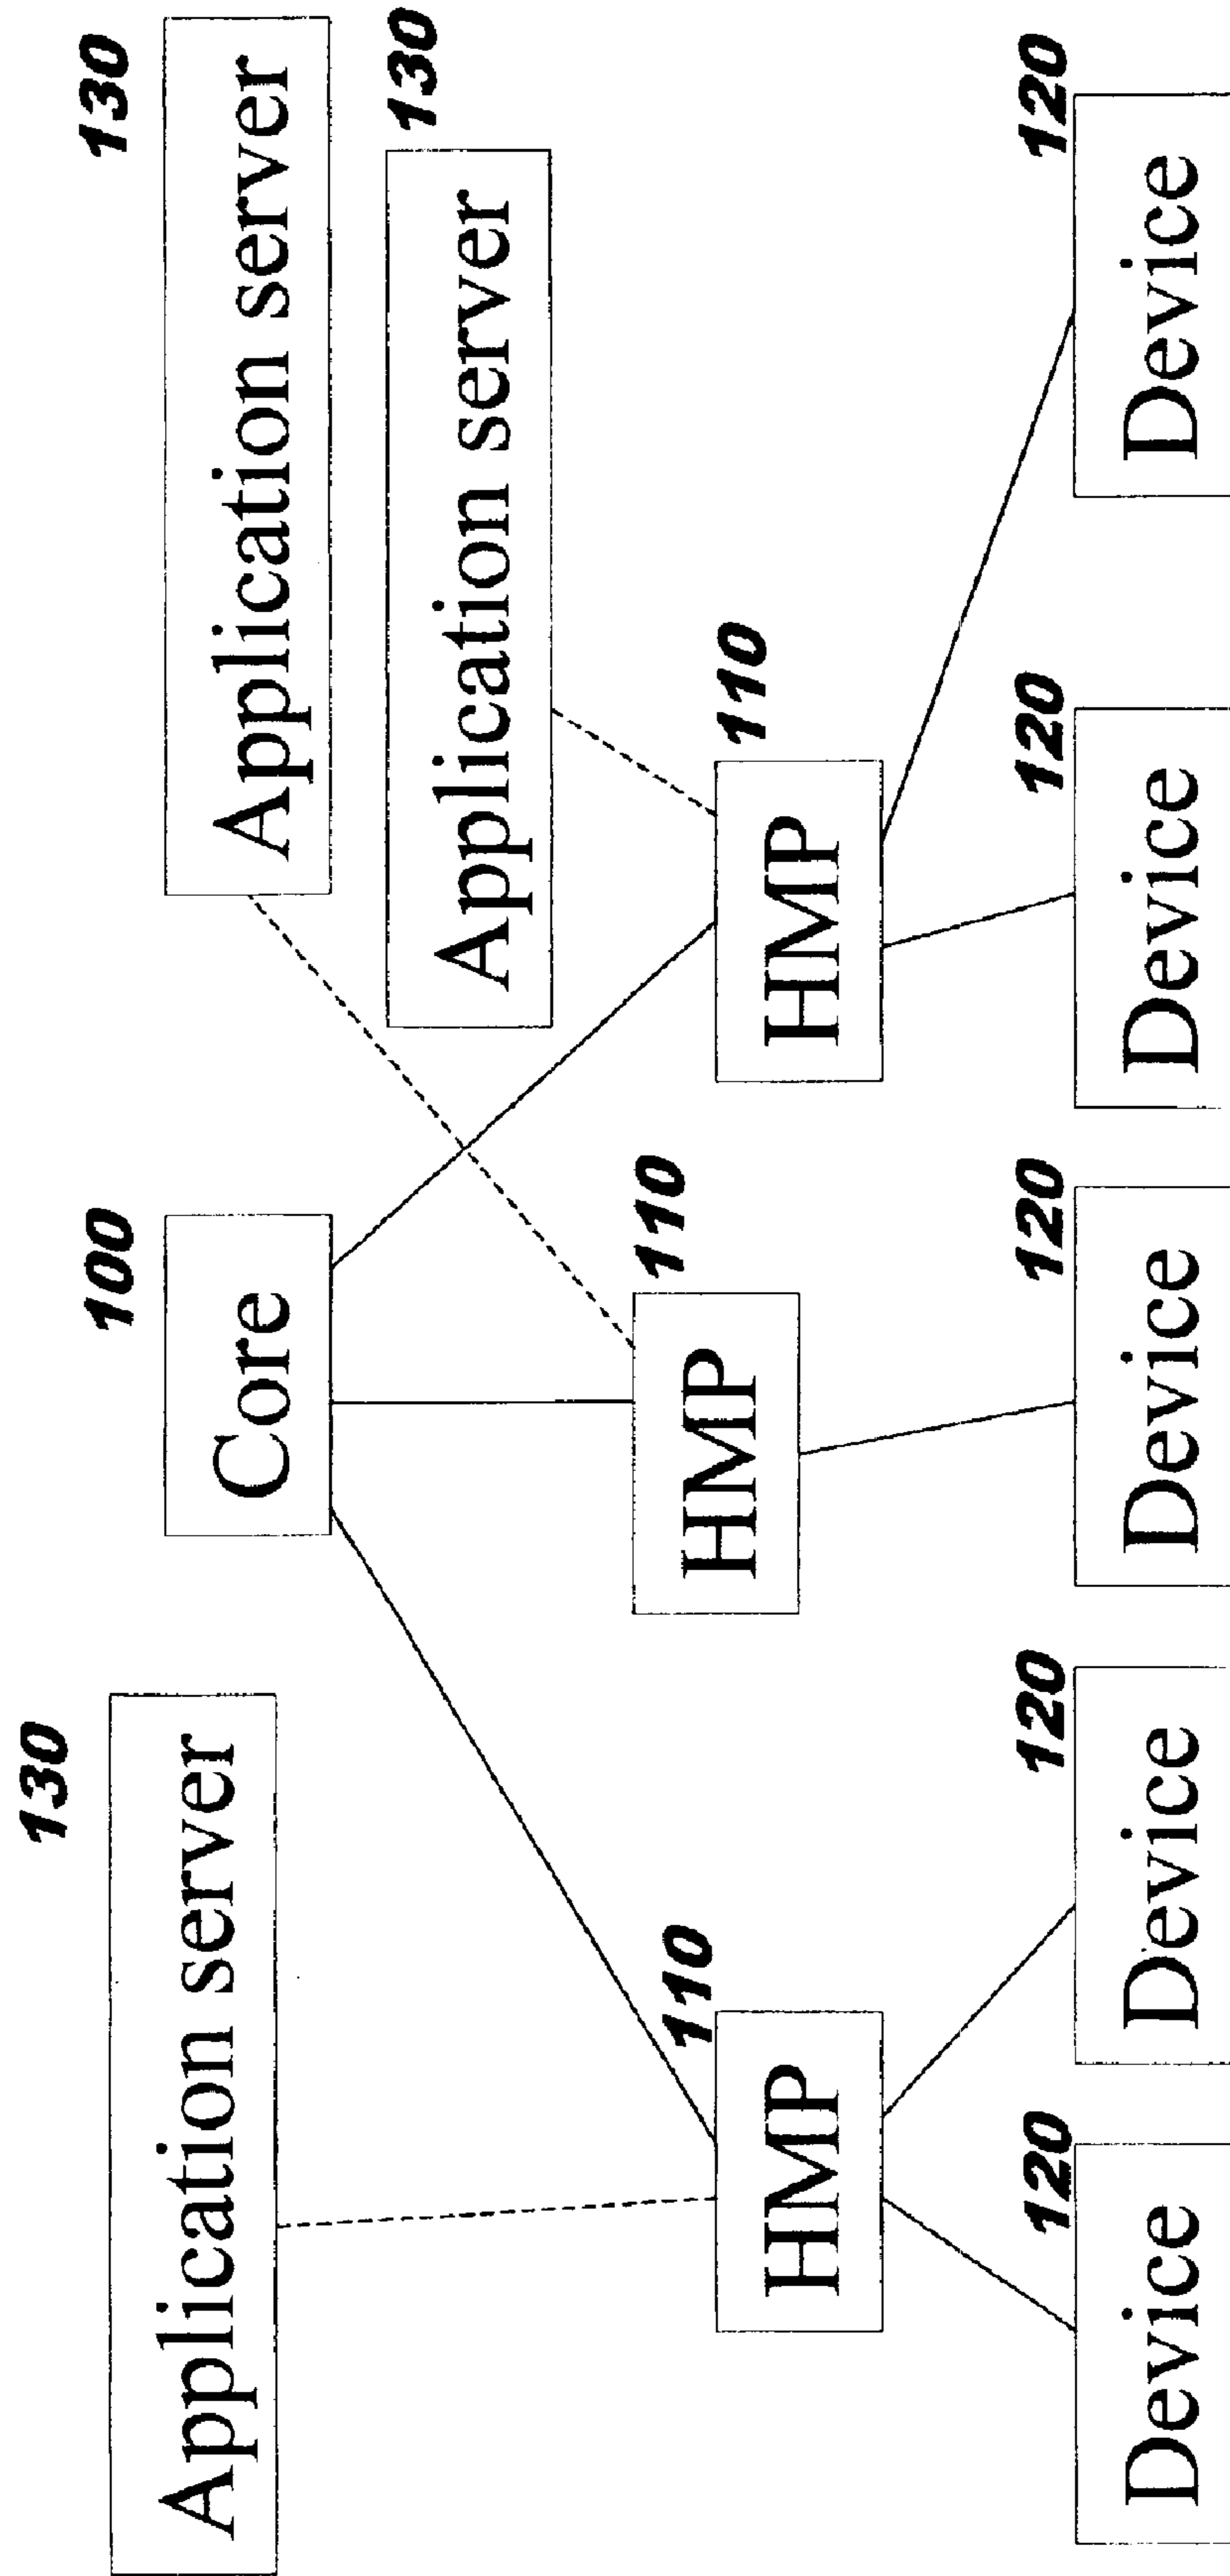 130
Application server
100
Core
130
Application server
130
Application server
110
HMP
110
HMP
110
HMP
120
Device
120
Device
120
Device
120
Device
120
Device